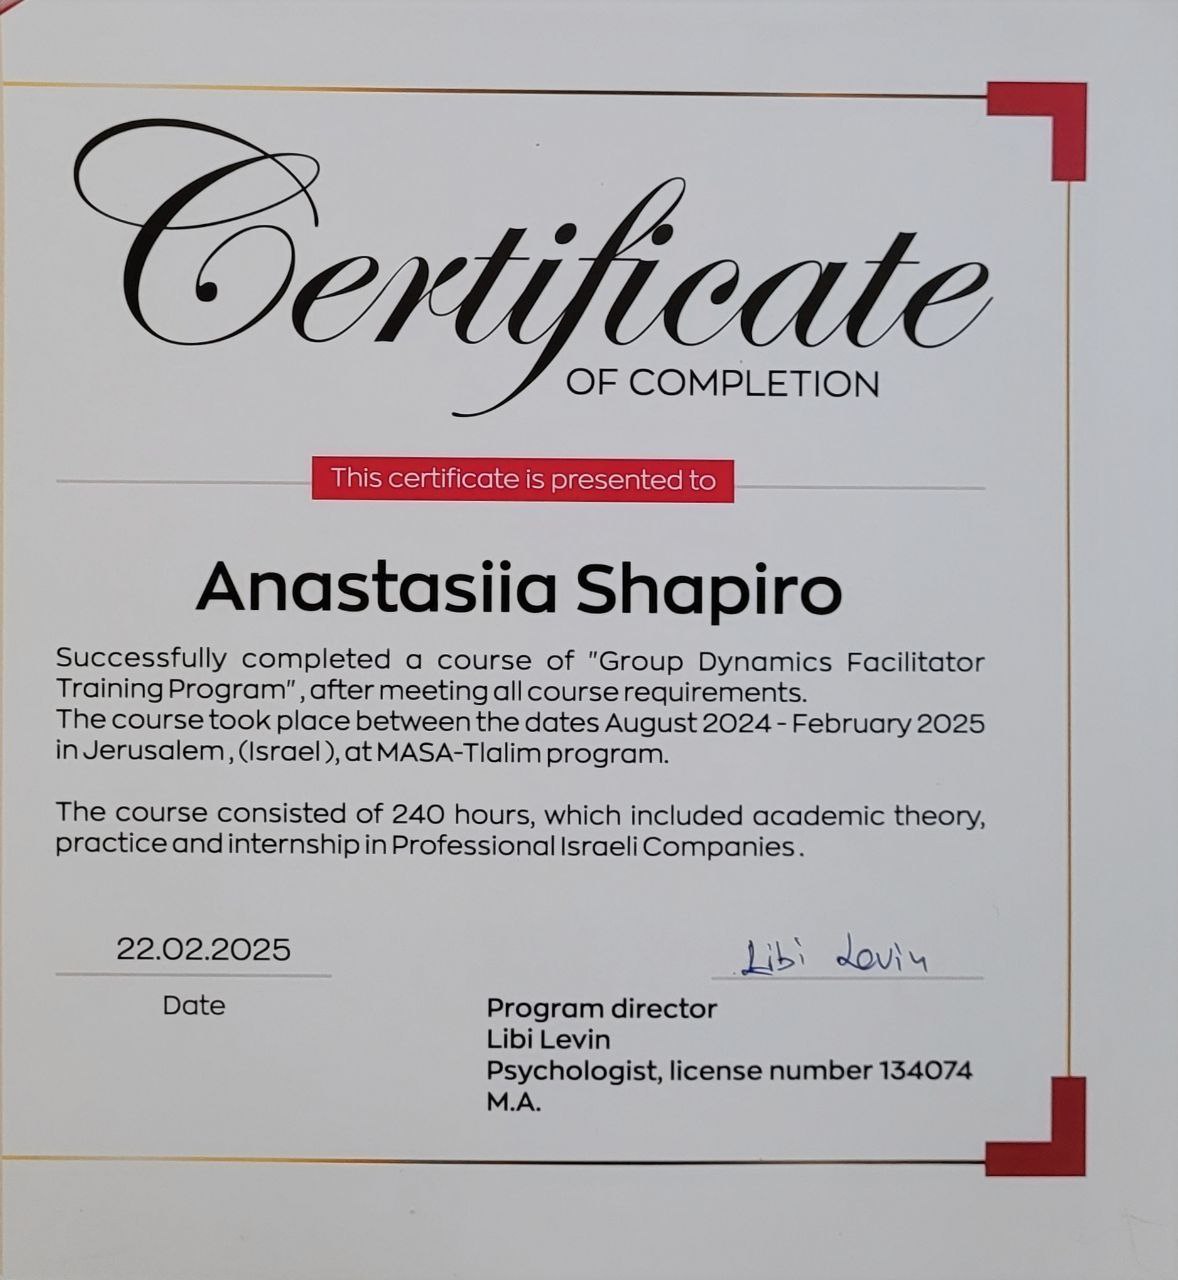 Certificate
OF COMPLETION
This certificate is presented to
Anastasiia Shapiro
Successfully completed a course of "Group Dynamics Facilitator
Training Program", after meeting all course requirements.
The course took place between the dates August 2024 - February 2025
in Jerusalem, (Israel), at MASA-Tlalim program.
The course consisted of 240 hours, which included academic theory,
practice and internship in Professional Israeli Companies.
22.02.2025
Date
Libi Levin
Program director
Libi Levin
Psychologist, license number 134074
M.A.